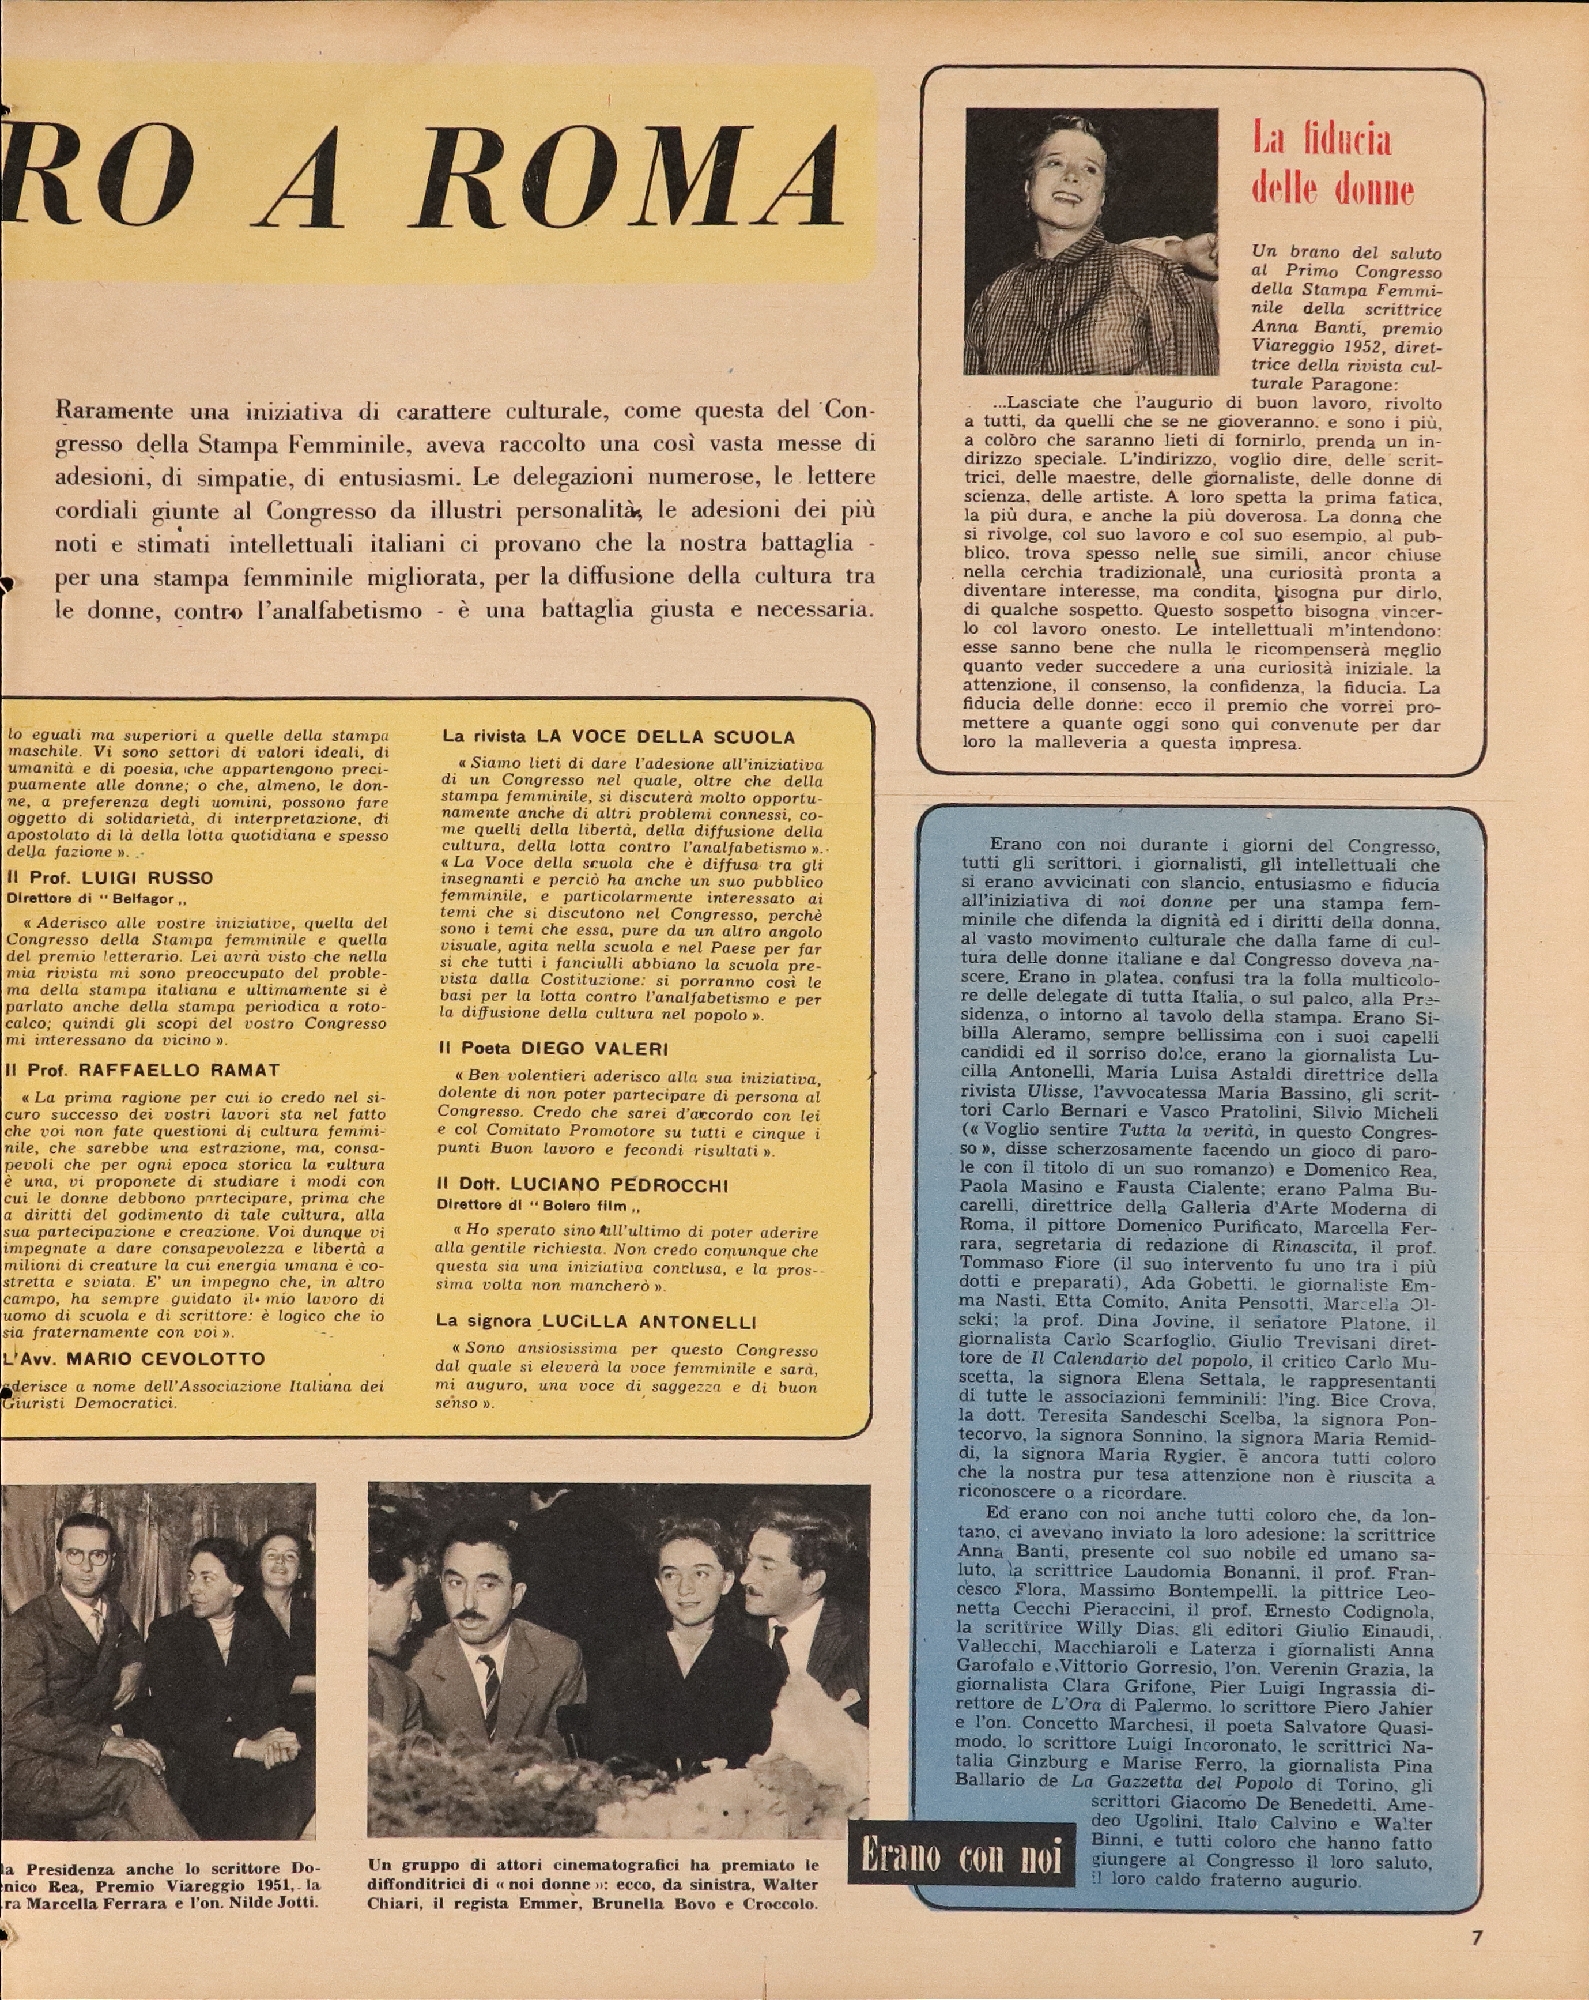 RO A ROMA
Raramente una iniziativa di carattere culturale, come questa del Con-
gresso della Stampa Femminile, aveva raccolto una così vasta messe di
adesioni, di simpatie, di entusiasmi. Le delegazioni numerose, le lettere
cordiali giunte al Congresso da illustri personalità, le adesioni dei più
noti e stimati intellettuali italiani ci provano che la nostra battaglia -
per una stampa femminile migliorata, per la diffusione della cultura tra
le donne, contro l'analfabetismo - è una battaglia giusta e necessaria.
lo eguali ma superiori a quelle della stampa
maschile. Vi sono settori di valori ideali, di
umanità e di poesia, che appartengono preci-
puamente alle donne; o che, almeno, le don-
ne, a preferenza degli uomini, possono fare
oggetto di solidarietà, di interpretazione, di
apostolato di là della lotta quotidiana e spesso
della fazione ».
Il Prof. LUIGI RUSSO
Direttore di "Belfagor„
« Aderisco alle vostre iniziative, quella del
Congresso della Stampa femminile e quella
del premio letterario. Lei avrà visto che nella
mia rivista mi sono preoccupato del proble-
ma della stampa italiana e ultimamente si è
parlato anche della stampa periodica a roto-
calco; quindi gli scopi del vostro Congresso
mi interessano da vicino ».
Il Prof. RAFFAELLO RAMAT
« La prima ragione per cui io credo nel si-
curo successo dei vostri lavori sta nel fatto
che voi non fate questioni di cultura femmi-
nile, che sarebbe una estrazione, ma, consa-
pevoli che per ogni epoca storica la cultura
è una, vi proponete di studiare i modi con
cui le donne debbono partecipare, prima che
a diritti del godimento di tale cultura, alla
sua partecipazione e creazione. Voi dunque vi
impegnate a dare consapevolezza e libertà a
milioni di creature la cui energia umana è co-
stretta e sviata. E' un impegno che, in altro
campo, ha sempre guidato il mio lavoro di
uomo di scuola e di scrittore: è logico che io
sia fraternamente con voi ».
L'Avv. MARIO CEVOLOTTO
aderisce a nome dell'Associazione Italiana dei
Giuristi Democratici.
La rivista LA VOCE DELLA SCUOLA
« Siamo lieti di dare l'adesione all'iniziativa
di un Congresso nel quale, oltre che della
stampa femminile, si discuterà molto opportu-
namente anche di altri problemi connessi, co-
me quelli della libertà, della diffusione della
cultura, della lotta contro l'analfabetismo ».
« La Voce della scuola che è diffusa tra gli
insegnanti e perciò ha anche un suo pubblico
femminile, e particolarmente interessato ai
temi che si discutono nel Congresso, perchè
sono i temi che essa, pure da un altro angolo
visuale, agita nella scuola e nel Paese per far
sì che tutti i fanciulli abbiano la scuola pre-
vista dalla Costituzione: si porranno così le
basi per la lotta contro l'analfabetismo e per
la diffusione della cultura nel popolo ».
Il Poeta DIEGO VALERI
« Ben volentieri aderisco alla sua iniziativa,
dolente di non poter partecipare di persona al
Congresso. Credo che sarei d'accordo con lei
e col Comitato Promotore su tutti e cinque i
punti Buon lavoro e fecondi risultati ».
Il Dott. LUCIANO PEDROCCHI
Direttore di "Bolero film„
« Ho sperato sino all'ultimo di poter aderire
alla gentile richiesta. Non credo comunque che
questa sia una iniziativa conclusa, e la pros-
sima volta non mancherò ».
La signora LUCILLA ANTONELLI
« Sono ansiosissima per questo Congresso
dal quale si eleverà la voce femminile e sarà,
mi auguro, una voce di saggezza e di buon
senso ».
la Presidenza anche lo scrittore Do-
nico Rea, Premio Viareggio 1951, la
ra Marcella Ferrara e l'on. Nilde Jotti.
Un gruppo di attori cinematografici ha premiato le
diffonditrici di « noi donne »: ecco, da sinistra, Walter
Chiari, il regista Emmer, Brunella Bovo e Croccolo.
La fiducia
delle donne
Un brano del saluto
al Primo Congresso
della Stampa Femmi-
nile della scrittrice
Anna Banti, premio
Viareggio 1952, diret-
trice della rivista cul-
turale Paragone:
...Lasciate che l'augurio di buon lavoro, rivolto
a tutti, da quelli che se ne gioveranno. e sono i più,
a coloro che saranno lieti di fornirlo, prenda un in-
dirizzo speciale. L'indirizzo, voglio dire, delle scrit-
trici, delle maestre, delle giornaliste, delle donne di
scienza, delle artiste. A loro spetta la prima fatica,
la più dura, e anche la più doverosa. La donna che
si rivolge, col suo lavoro e col suo esempio, al pub-
blico, trova spesso nelle sue simili, ancor chiuse
nella cerchia tradizionale, una curiosità pronta a
diventare interesse, ma condita, bisogna pur dirlo,
di qualche sospetto. Questo sospetto bisogna vincer-
lo col lavoro onesto. Le intellettuali m'intendono:
esse sanno bene che nulla le ricompenserà meglio
quanto veder succedere a una curiosità iniziale. la
attenzione, il consenso, la confidenza, la fiducia. La
fiducia delle donne: ecco il premio che vorrei pro-
mettere a quante oggi sono qui convenute per dar
loro la malleveria a questa impresa.
Erano con noi durante i giorni del Congresso,
tutti gli scrittori, i giornalisti, gli intellettuali che
si erano avvicinati con slancio, entusiasmo e fiducia
all'iniziativa di noi donne per una stampa fem-
minile che difenda la dignità ed i diritti della donna,
al vasto movimento culturale che dalla fame di cul-
tura delle donne italiane e dal Congresso doveva na-
scere. Erano in platea, confusi tra la folla multicolo-
re delle delegate di tutta Italia, o sul palco, alla Pre-
sidenza, o intorno al tavolo della stampa. Erano Si-
billa Aleramo, sempre bellissima con i suoi capelli
candidi ed il sorriso dolce, erano la giornalista Lu-
cilla Antonelli, Maria Luisa Astaldi direttrice della
rivista Ulisse, l'avvocatessa Maria Bassino, gli scrit-
tori Carlo Bernari e Vasco Pratolini, Silvio Micheli
(« Voglio sentire Tutta la verità, in questo Congres-
so », disse scherzosamente facendo un gioco di paro-
le con il titolo di un suo romanzo) e Domenico Rea,
Paola Masino e Fausta Cialente; erano Palma Bu-
carelli, direttrice della Galleria d'Arte Moderna di
Roma, il pittore Domenico Purificato, Marcella Fer-
rara, segretaria di redazione di Rinascita, il prof.
Tommaso Fiore (il suo intervento fu uno tra i più
dotti e preparati), Ada Gobetti, le giornaliste Em-
ma Nasti, Etta Comito, Anita Pensotti, Marcella Ol-
scki; la prof. Dina Jovine, il senatore Platone, il
giornalista Carlo Scarfoglio, Giulio Trevisani diret-
tore de Il Calendario del popolo, il critico Carlo Mu-
scetta, la signora Elena Settala, le rappresentanti
di tutte le associazioni femminili: l'ing. Bice Crova,
la dott. Teresita Sandeschi Scelba, la signora Pon-
tecorvo, la signora Sonnino, la signora Maria Remid-
di, la signora Maria Rygier, e ancora tutti coloro
che la nostra pur tesa attenzione non è riuscita a
riconoscere o a ricordare.
Ed erano con noi anche tutti coloro che, da lon-
tano, ci avevano inviato la loro adesione: la scrittrice
Anna Banti, presente col suo nobile ed umano sa-
luto, la scrittrice Laudomia Bonanni, il prof. Fran-
cesco Flora, Massimo Bontempelli, la pittrice Leo-
netta Cecchi Pieraccini, il prof. Ernesto Codignola,
la scritirice Willy Dias, gli editori Giulio Einaudi,
Vallecchi, Macchiaroli e Laterza i giornalisti Anna
Garofalo e Vittorio Gorresio, l'on. Verenin Grazia, la
giornalista Clara Grifone, Pier Luigi Ingrassia di-
rettore de L'Ora di Palermo, lo scrittore Piero Jahier
e l'on. Concetto Marchesi, il poeta Salvatore Quasi-
modo, lo scrittore Luigi Incoronato, le scrittrici Na-
talia Ginzburg e Marise Ferro, la giornalista Pina
Ballario de La Gazzetta del Popolo di Torino, gli
scrittori Giacomo De Benedetti, Ame-
deo Ugolini, Italo Calvino e Walter
Binni, e tutti coloro che hanno fatto
giungere al Congresso il loro saluto,
il loro caldo fraterno augurio.
Erano con noi
7